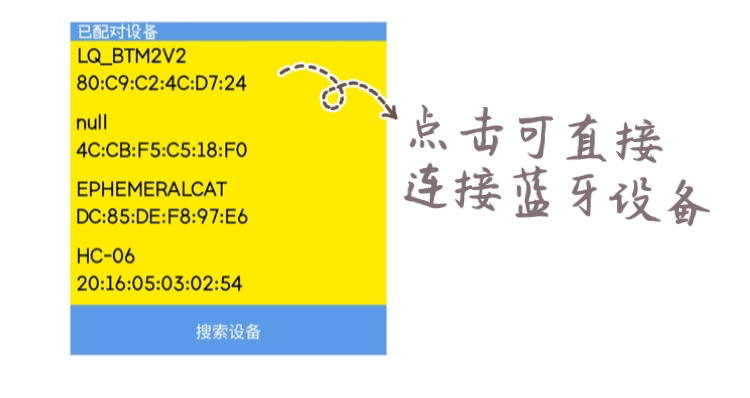 已配对设备
LQ_BTM2V2
80:C9:C2:4C:D7:24
null
4C:CB:F5:C5:18:F0
EPHEMERALCAT
DC:85:DE:F8:97:E6
HC-06
20:16:05:03:02:54
搜索设备
点击可直接
连接蓝牙设备